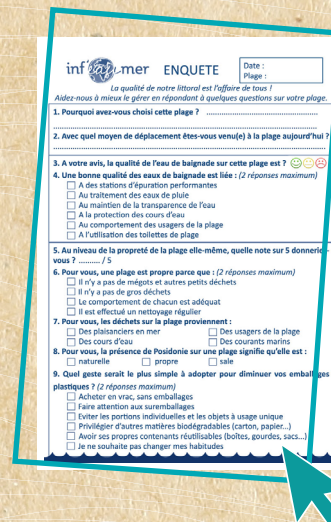 inf'eau mer ENQUETE
Date :
Plage :
La qualité de notre littoral est l'affaire de tous !
Aidez-nous à mieux le gérer en répondant à quelques questions sur votre plage.
1. Pourquoi avez-vous choisi cette plage ? ..................................................
2. Avec quel moyen de déplacement êtes-vous venu(e) à la plage aujourd'hui ?
3. A votre avis, la qualité de l'eau de baignade sur cette plage est ?
4. Une bonne qualité des eaux de baignade est liée : (2 réponses maximum)
A des stations d'épuration performantes
Au traitement des eaux de pluie
Au maintien de la transparence de l'eau
A la protection des cours d'eau
Au comportement des usagers de la plage
A l'utilisation des toilettes de plage
5. Au niveau de la propreté de la plage elle-même, quelle note sur 5 donneriez-
vous ? .......... / 5
6. Pour vous, une plage est propre parce que : (2 réponses maximum)
Il n'y a pas de mégots et autres petits déchets
Il n'y a pas de gros déchets
Le comportement de chacun est adéquat
Il est effectué un nettoyage régulier
7. Pour vous, les déchets sur la plage proviennent :
Des plaisanciers en mer Des usagers de la plage
Des cours d'eau Des courants marins
8. Pour vous, la présence de Posidonie sur une plage signifie qu'elle est :
naturelle propre sale
9. Quel geste serait le plus simple à adopter pour diminuer vos emballages
plastiques ? (2 réponses maximum)
Acheter en vrac, sans emballages
Faire attention aux suremballages
Eviter les portions individuelles et les objets à usage unique
Privilégier d'autres matières biodégradables (carton, papier...)
Avoir ses propres contenants réutilisables (boîtes, gourdes, sacs...)
Je ne souhaite pas changer mes habitudes